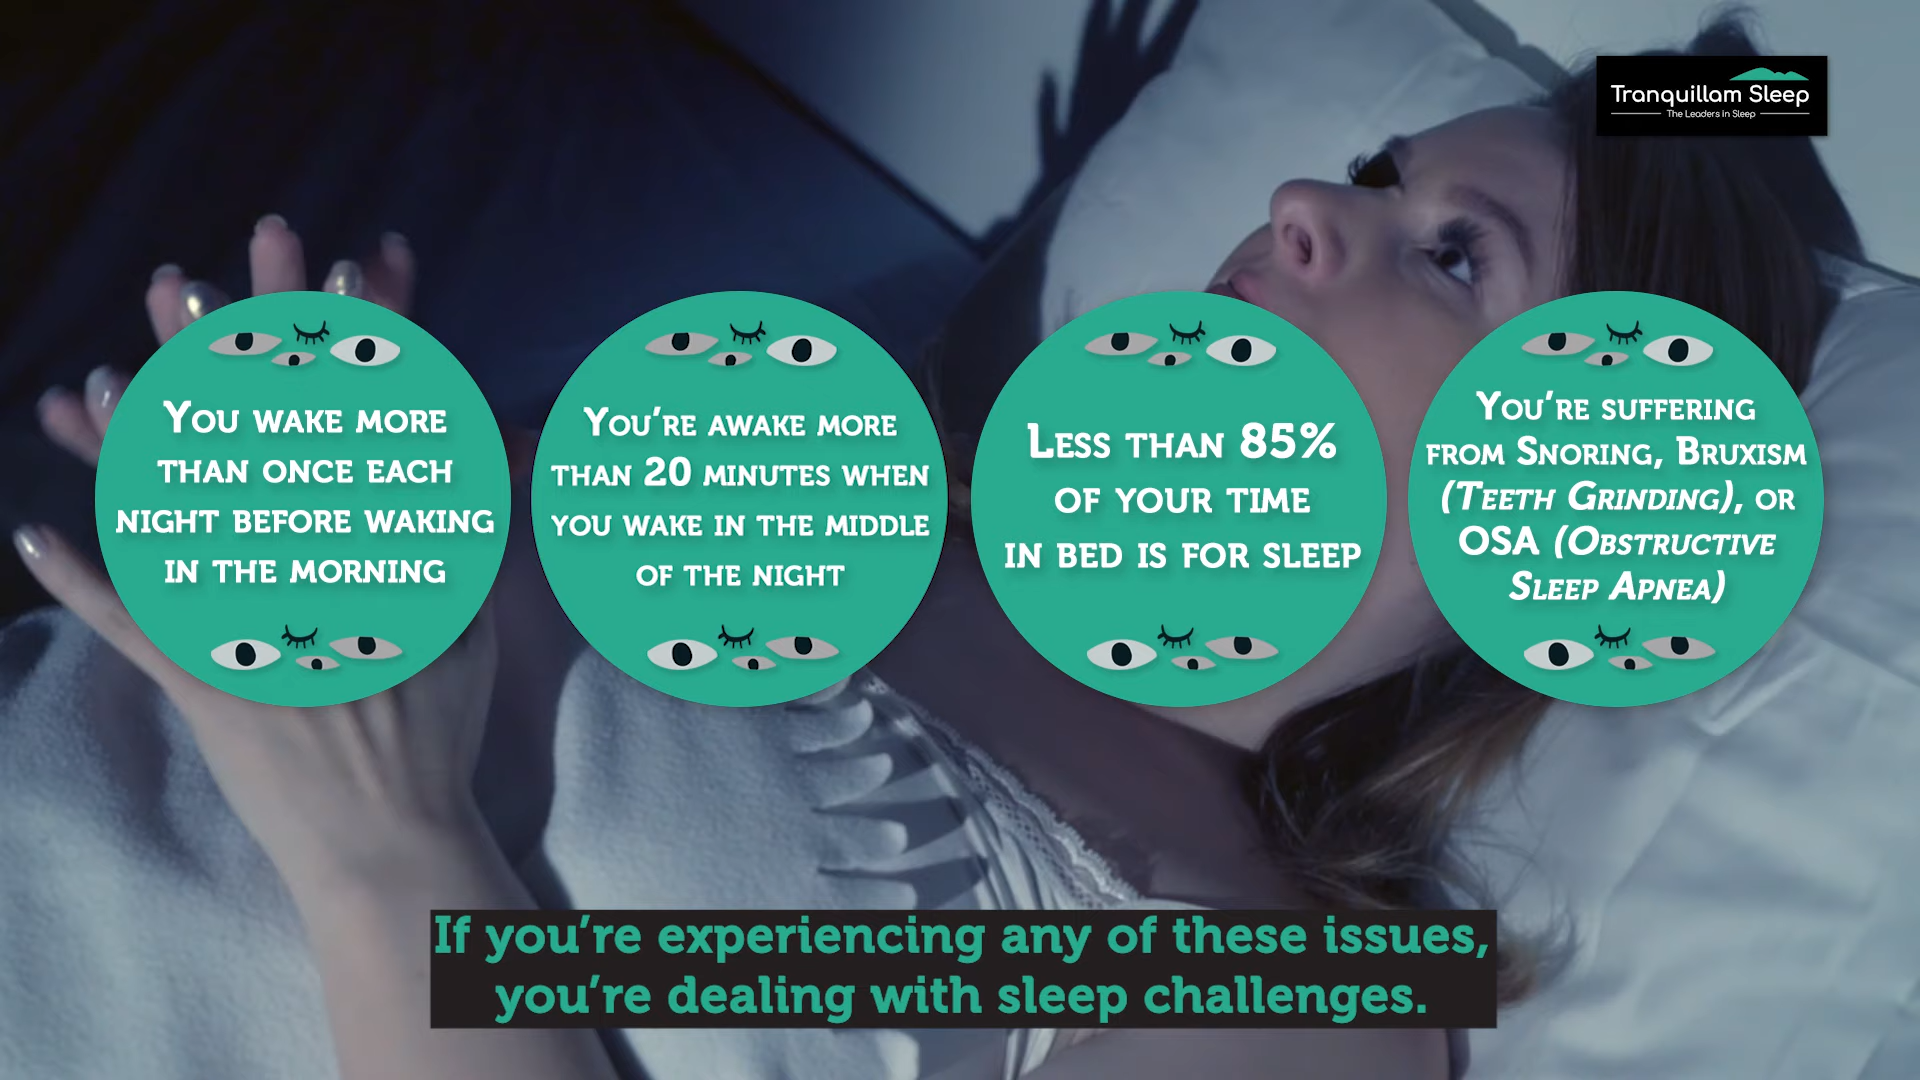 Tranquillam Sleep
The Leaders in Sleep
You wake more
than once each
night before waking
in the morning
You're awake more
than 20 minutes when
you wake in the middle
of the night
Less than 85%
of your time
in bed is for sleep
You're suffering
from Snoring, Bruxism
(Teeth Grinding), or
OSA (Obstructive
Sleep Apnea)
If you're experiencing any of these issues,
you're dealing with sleep challenges.